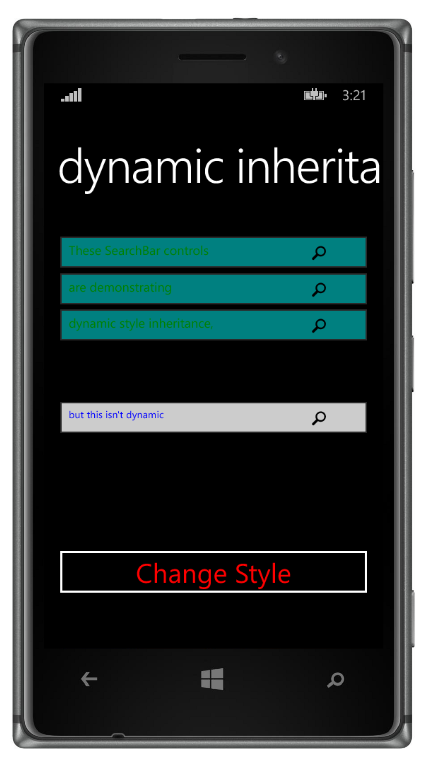 3:21
dynamic inherita
These SearchBar controls
are demonstrating
dynamic style inheritance.
but this isn't dynamic
Change Style